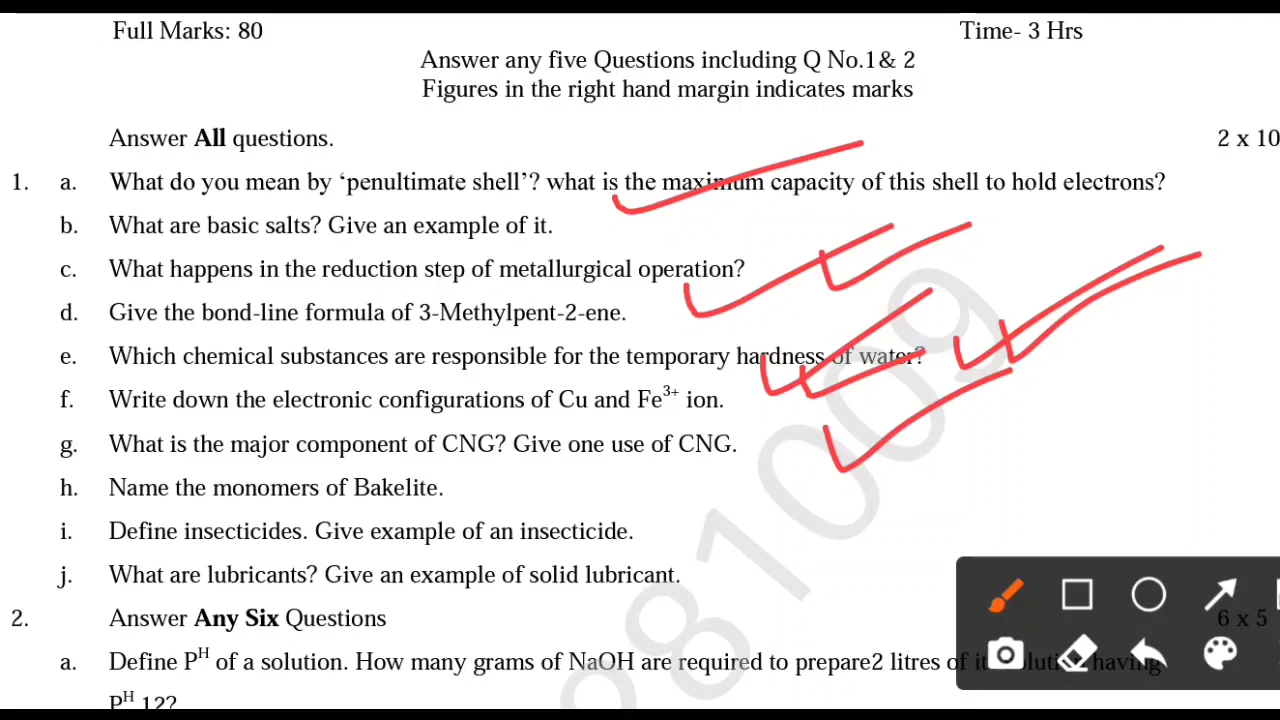 Full Marks: 80 Time- 3 Hrs
Answer any five Questions including Q No.1& 2
Figures in the right hand margin indicates marks
Answer All questions. 2 x 10
1. a. What do you mean by ‘penultimate shell’? what is the maximum capacity of this shell to hold electrons?
b. What are basic salts? Give an example of it.
c. What happens in the reduction step of metallurgical operation?
d. Give the bond-line formula of 3-Methylpent-2-ene.
e. Which chemical substances are responsible for the temporary hardness of water?
f. Write down the electronic configurations of Cu and Fe³⁺ ion.
g. What is the major component of CNG? Give one use of CNG.
h. Name the monomers of Bakelite.
i. Define insecticides. Give example of an insecticide.
j. What are lubricants? Give an example of solid lubricant.
2. Answer Any Six Questions 6 x 5
a. Define Pᴴ of a solution. How many grams of NaOH are required to prepare2 litres of its solution having
Pᴴ 12?
81009